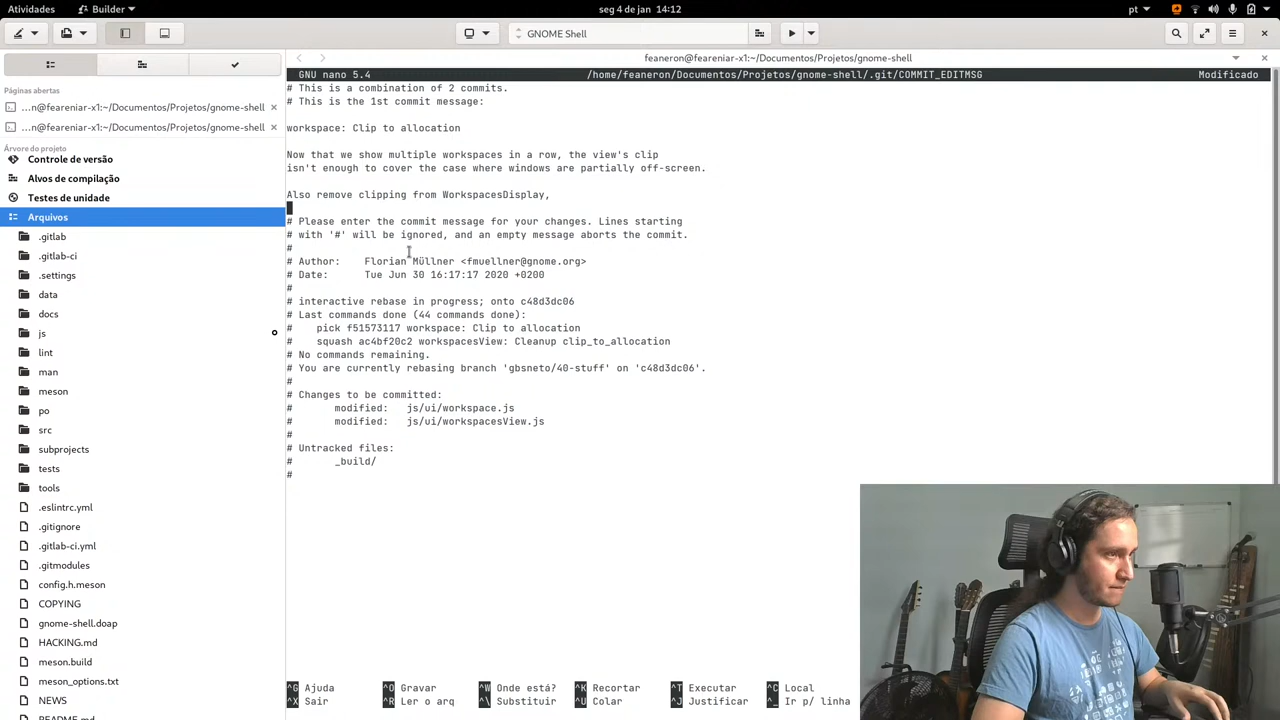 Atividades
Builder
seg 4 de jan 14:12
pt
GNOME Shell
feaneron@feareniar-x1:~/Documentos/Projetos/gnome-shell
Páginas abertas
...n@feareniar-x1:~/Documentos/Projetos/gnome-shell
...n@feareniar-x1:~/Documentos/Projetos/gnome-shell
Árvore do projeto
Controle de versão
Alvos de compilação
Testes de unidade
Arquivos
.gitlab
.gitlab-ci
.settings
data
docs
js
lint
man
meson
po
src
subprojects
tests
tools
.eslintrc.yml
.gitignore
.gitlab-ci.yml
.gitmodules
config.h.meson
COPYING
gnome-shell.doap
HACKING.md
meson.build
meson_options.txt
NEWS
README.md
GNU nano 5.4 /home/feaneron/Documentos/Projetos/gnome-shell/.git/COMMIT_EDITMSG Modificado
# This is a combination of 2 commits.
# This is the 1st commit message:
workspace: Clip to allocation
Now that we show multiple workspaces in a row, the view's clip
isn't enough to cover the case where windows are partially off-screen.
Also remove clipping from WorkspacesDisplay,
# Please enter the commit message for your changes. Lines starting
# with '#' will be ignored, and an empty message aborts the commit.
#
# Author: Florian Müllner <fmuellner@gnome.org>
# Date: Tue Jun 30 16:17:17 2020 +0200
#
# interactive rebase in progress; onto c48d3dc06
# Last commands done (44 commands done):
# pick f51573117 workspace: Clip to allocation
# squash ac4bf20c2 workspacesView: Cleanup clip_to_allocation
# No commands remaining.
# You are currently rebasing branch 'gbsneto/40-stuff' on 'c48d3dc06'.
#
# Changes to be committed:
# modified: js/ui/workspace.js
# modified: js/ui/workspacesView.js
#
# Untracked files:
# _build/
#
^G Ajuda ^O Gravar ^W Onde está? ^K Recortar ^T Executar ^C Local
^X Sair ^R Ler o arq ^\ Substituir ^U Colar ^J Justificar ^_ Ir p/ linha